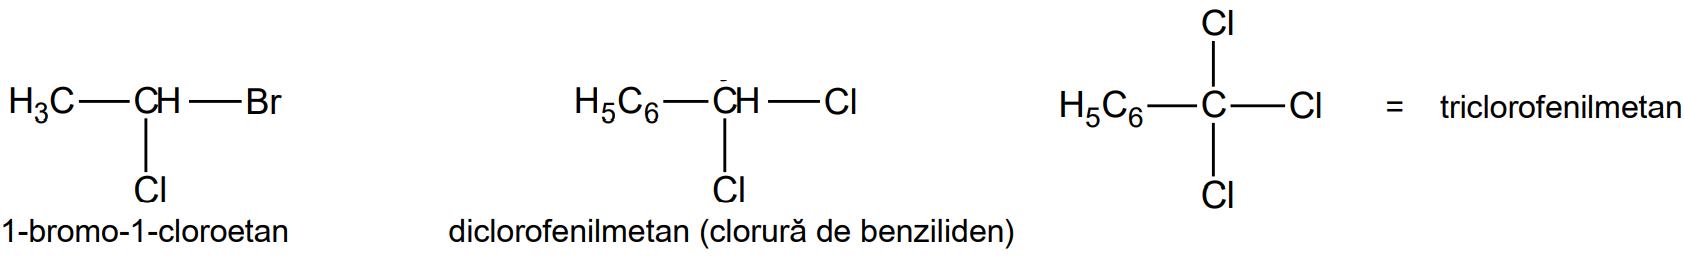 Cl
H₃C CH Br H₅C₆ CH Cl H₅C₆ C Cl = triclorofenilmetan
Cl Cl Cl
1-bromo-1-cloroetan diclorofenilmetan (clorură de benziliden)